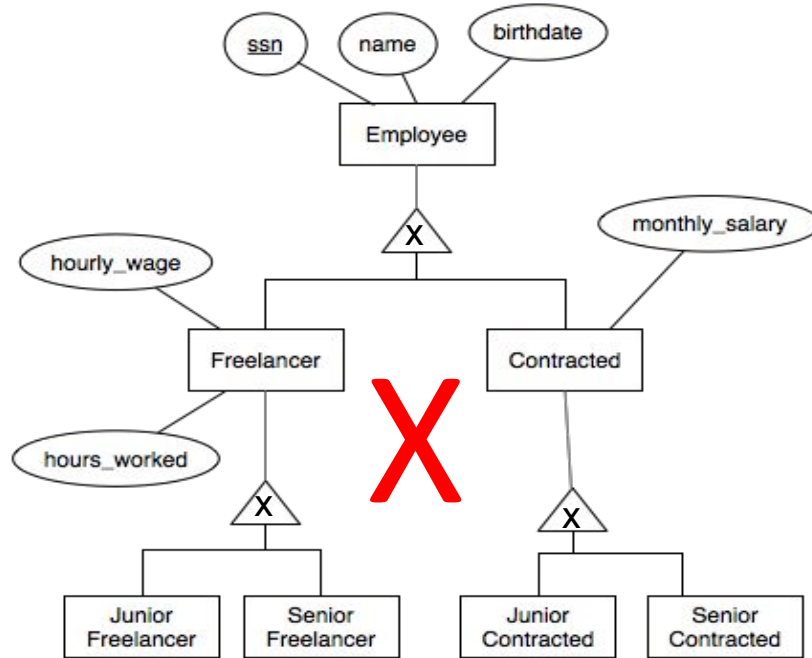 ssn
name
birthdate
Employee
X
monthly_salary
hourly_wage
Freelancer
Contracted
X
hours_worked
X
X
Junior
Freelancer
Senior
Freelancer
Junior
Contracted
Senior
Contracted